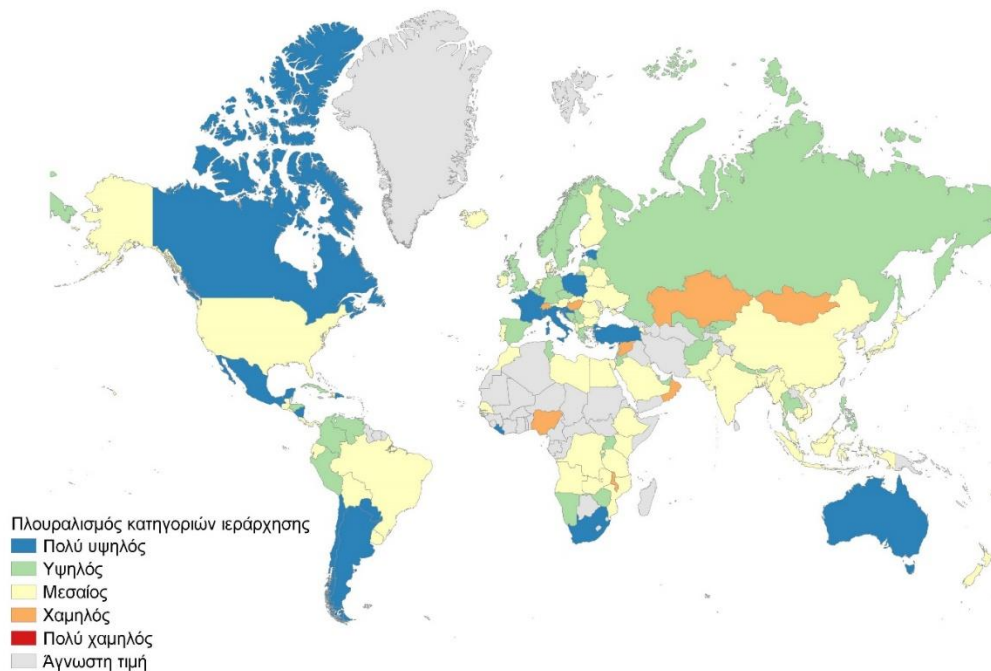 Πλουραλισμός κατηγοριών ιεράρχησης
Πολύ υψηλός
Υψηλός
Μεσαίος
Χαμηλός
Πολύ χαμηλός
Άγνωστη τιμή